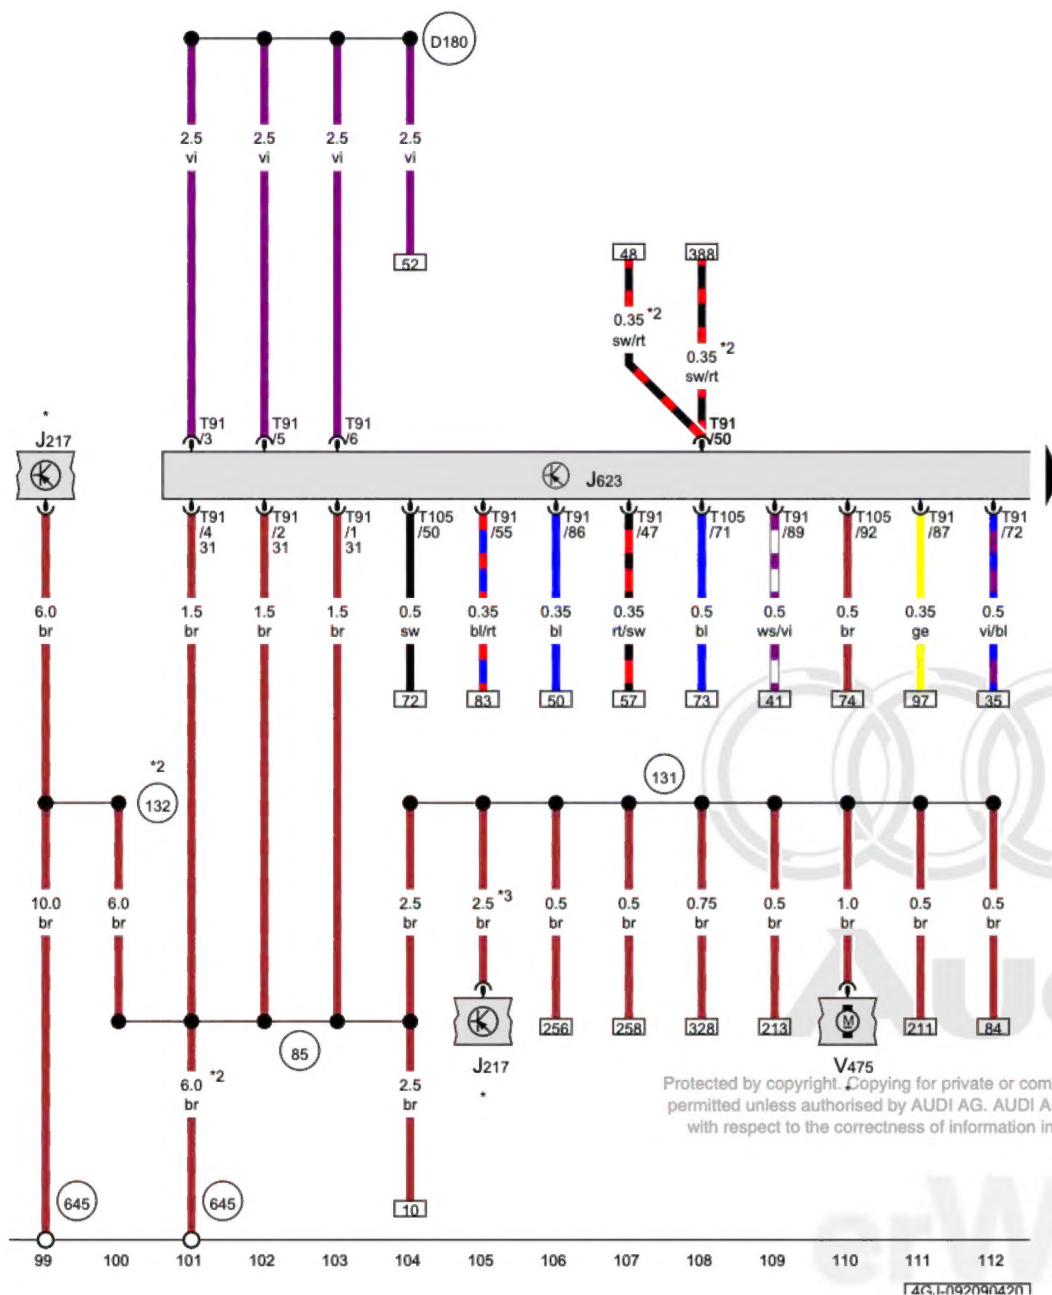 D180
2.5 2.5 2.5 2.5
vi vi vi vi
52
48 388
0.35 *2
sw/rt
0.35 *2
sw/rt
*
J217
T91 /3
T91 /5
T91 /6
T91 /50
J623
T91 /4 31
T91 /2 31
T91 /1 31
T105 /50
T91 /55
T91 /86
T91 /47
T105 /71
T91 /89
T105 /92
T91 /87
T91 /72
6.0 1.5 1.5 1.5 0.5 0.35 0.35 0.35 0.5 0.5 0.5 0.35 0.5
br br br br sw bl/rt bl rt/sw bl ws/vi br ge vi/bl
72 83 50 57 73 41 74 97 35
*2
132
131
10.0 6.0 2.5 2.5 *3 0.5 0.5 0.75 0.5 1.0 0.5 0.5
br br br br br br br br br br br
85
256 258 328 213 M 211 84
J217
*
V475
*
6.0 *2
br
2.5
br
Protected by copyright. Copying for private or com
permitted unless authorised by AUDI AG. AUDI A
with respect to the correctness of information in
Aud
erW
10
645 645
99 100 101 102 103 104 105 106 107 108 109 110 111 112
4GJ-092090420